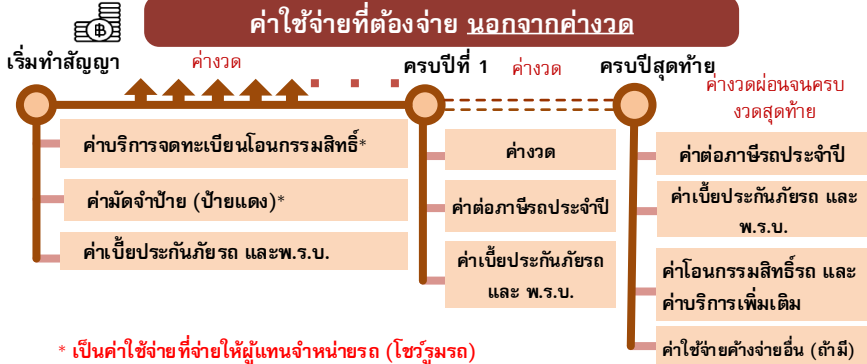 ค่าใช้จ่ายที่ต้องจ่าย นอกจากค่างวด
เริ่มทำสัญญา
ค่างวด
ครบปีที่ 1
ค่างวด
ครบปีสุดท้าย
ค่างวดผ่อนจนครบ
งวดสุดท้าย
ค่าบริการจดทะเบียนโอนกรรมสิทธิ์*
ค่ามัดจำป้าย (ป้ายแดง)*
ค่าเบี้ยประกันภัยรถ และพ.ร.บ.
ค่างวด
ค่าต่อภาษีรถประจำปี
ค่าเบี้ยประกันภัยรถ
และ พ.ร.บ.
ค่าต่อภาษีรถประจำปี
ค่าเบี้ยประกันภัยรถ และ
พ.ร.บ.
ค่าโอนกรรมสิทธิ์รถ และ
ค่าบริการเพิ่มเติม
ค่าใช้จ่ายค้างจ่ายอื่น (ถ้ามี)
* เป็นค่าใช้จ่ายที่จ่ายให้ผู้แทนจำหน่ายรถ (โชว์รูมรถ)